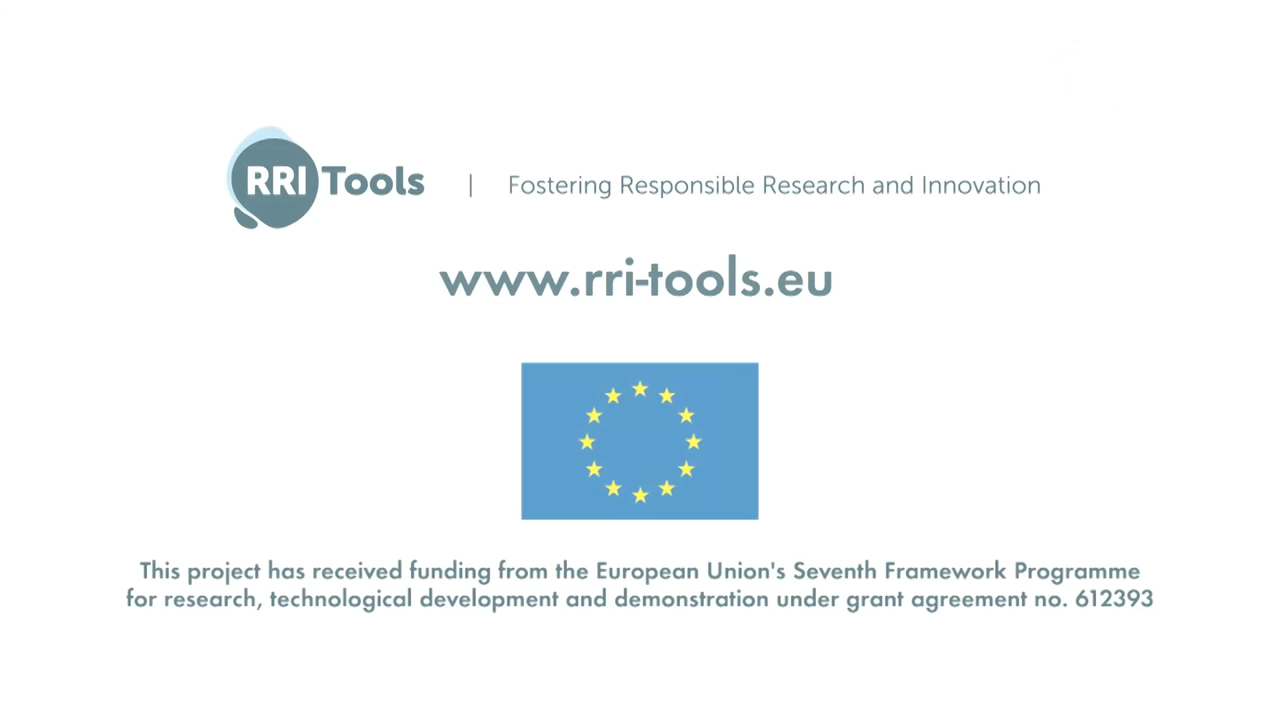 RRI Tools | Fostering Responsible Research and Innovation
www.rri-tools.eu
This project has received funding from the European Union's Seventh Framework Programme
for research, technological development and demonstration under grant agreement no. 612393